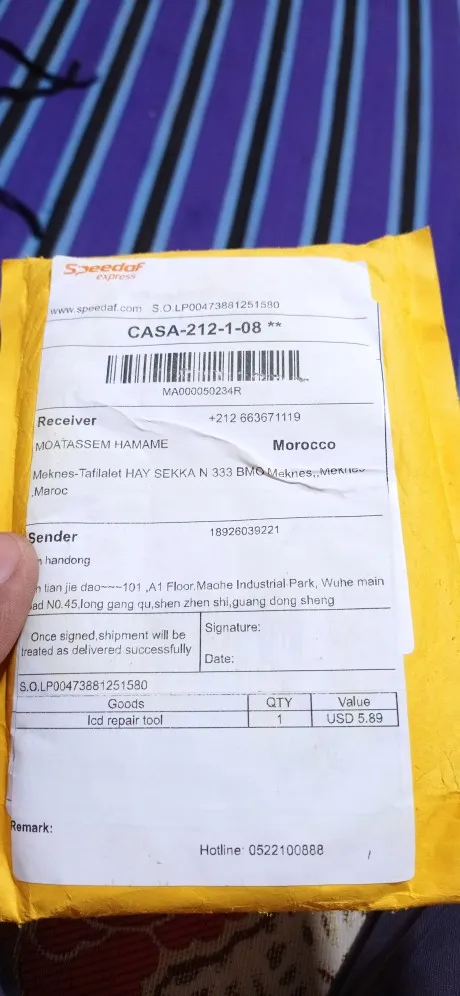 Speedaf
express
www.speedaf.com S.O.LP00473881251580
CASA-212-1-08 **
MA000050234R
Receiver +212 663671119
MOATASSEM HAMAME Morocco
Meknes-Tafilalet HAY SEKKA N 333 BMO Meknes,,Meknes
,Maroc
Sender 18926039221
handong
tian jie dao~~~101 ,A1 Floor,Maohe Industrial Park, Wuhe main
N0.45,long gang qu,shen zhen shi,guang dong sheng
Once signed,shipment will be
treated as delivered successfully
Signature:
Date:
S.O.LP00473881251580
Goods QTY Value
lcd repair tool 1 USD 5.89
Remark:
Hotline: 0522100888